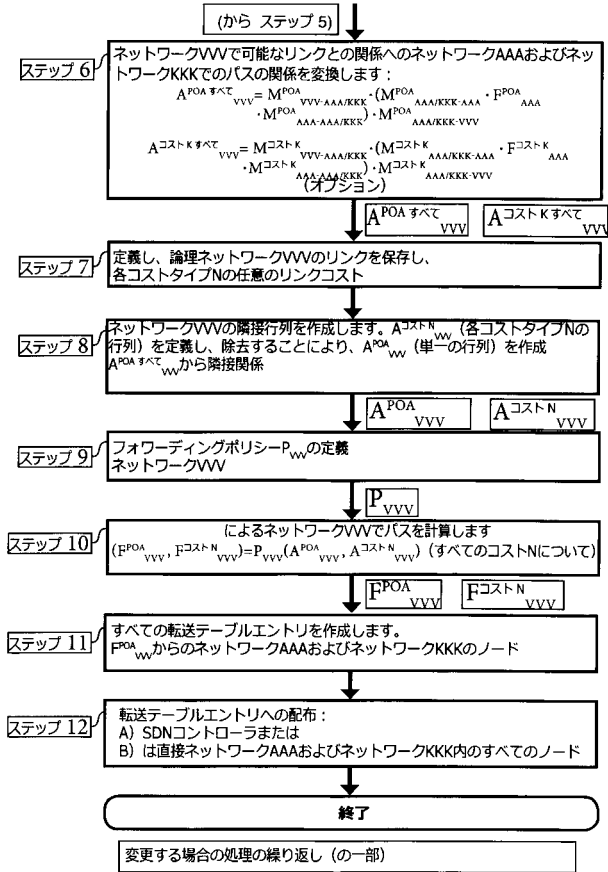 (から ステップ5)
ステップ 6
ネットワークVVVで可能なリンクとの関係へのネットワークAAAおよびネッ
トワークKKKでのパスの関係を変換します：
A^POA すべて_VVV = M^POA_VVV-AAA/KKK・(M^POA_AAA/KKK-AAA・F^POA_AAA
・M^POA_AAA-AAA/KKK)・M^POA_AAA/KKK-VVV
A^コスト K すべて_VVV = M^コスト K_VVV-AAA/KKK・(M^コスト K_AAA/KKK-AAA・F^コスト K_AAA
・M^コスト K_AAA-AAA/KKK)・M^コスト K_AAA/KKK-VVV
(オプション)
A^POA すべて_VVV A^コスト K すべて_VVV
ステップ 7
定義し、論理ネットワークVVVのリンクを保存し、
各コストタイプNの任意のリンクコスト
ステップ 8
ネットワークVVVの隣接行列を作成します。A^コスト N_VVV（各コストタイプNの
行列）を定義し、除去することにより、A^POA_VVV（単一の行列）を作成
A^POA すべて_VVVから隣接関係
A^POA_VVV A^コスト N_VVV
ステップ 9
フォワーディングポリシーP_VVVの定義
ネットワークVVV
P_VVV
ステップ 10
によるネットワークVVVでパスを計算します
(F^POA_VVV, F^コスト N_VVV)=P_VVV(A^POA_VVV, A^コスト N_VVV)（すべてのコストNについて）
F^POA_VVV F^コスト N_VVV
ステップ 11
すべての転送テーブルエントリを作成します。
F^POA_VVVからのネットワークAAAおよびネットワークKKKのノード
ステップ 12
転送テーブルエントリへの配布：
A）SDNコントローラまたは
B）は直接ネットワークAAAおよびネットワークKKK内のすべてのノード
終了
変更する場合の処理の繰り返し（の一部）